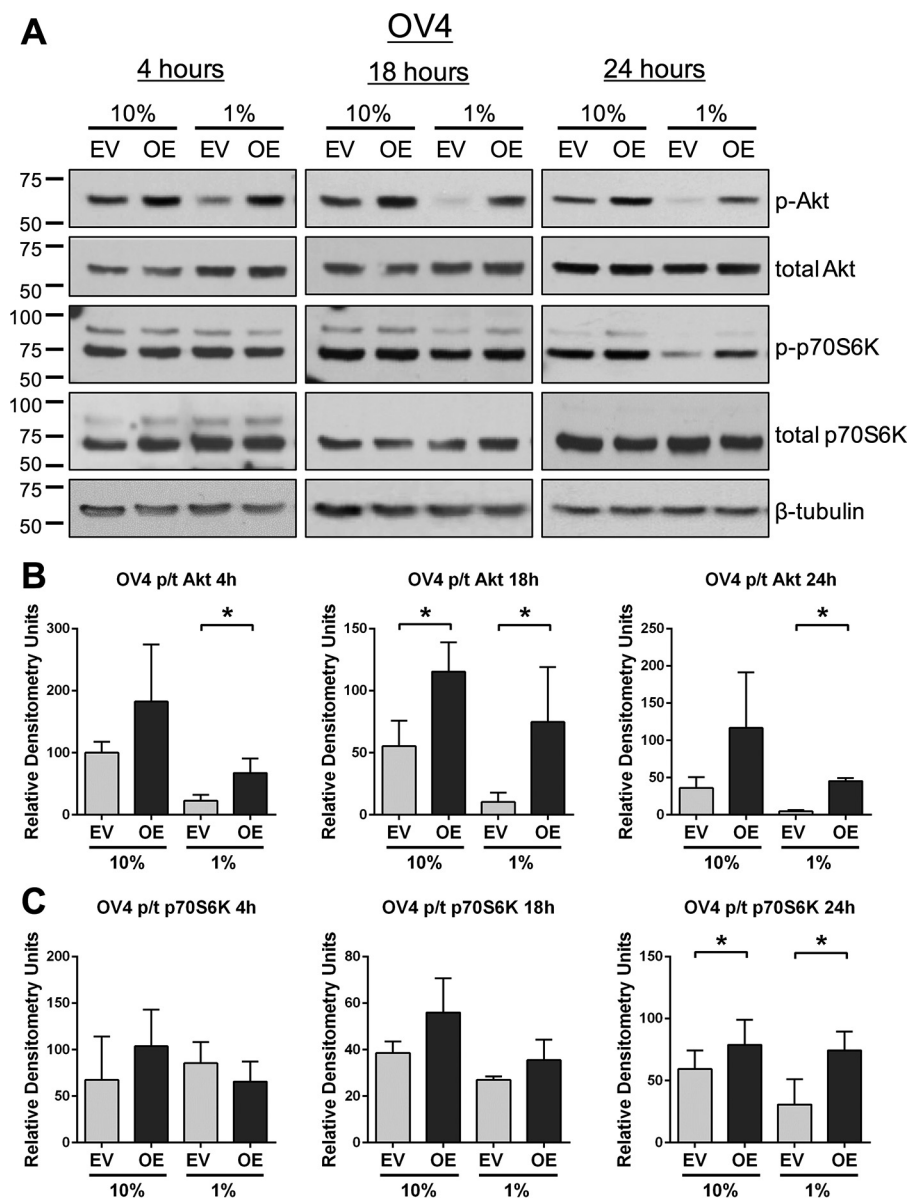 A
OV4
4 hours
18 hours
24 hours
10% 1% 10% 1% 10% 1%
EV OE EV OE EV OE EV OE EV OE EV OE
75
50
p-Akt
75
50
total Akt
100
75
50
p-p70S6K
100
75
50
total p70S6K
75
50
β-tubulin
B
OV4 p/t Akt 4h
Relative Densitometry Units
300
200
100
0
*
EV OE EV OE
10% 1%
OV4 p/t Akt 18h
Relative Densitometry Units
150
100
50
0
* *
EV OE EV OE
10% 1%
OV4 p/t Akt 24h
Relative Densitometry Units
250
200
150
100
50
0
*
EV OE EV OE
10% 1%
C
OV4 p/t p70S6K 4h
Relative Densitometry Units
200
150
100
50
0
EV OE EV OE
10% 1%
OV4 p/t p70S6K 18h
Relative Densitometry Units
80
60
40
20
0
EV OE EV OE
10% 1%
OV4 p/t p70S6K 24h
Relative Densitometry Units
150
100
50
0
* *
EV OE EV OE
10% 1%